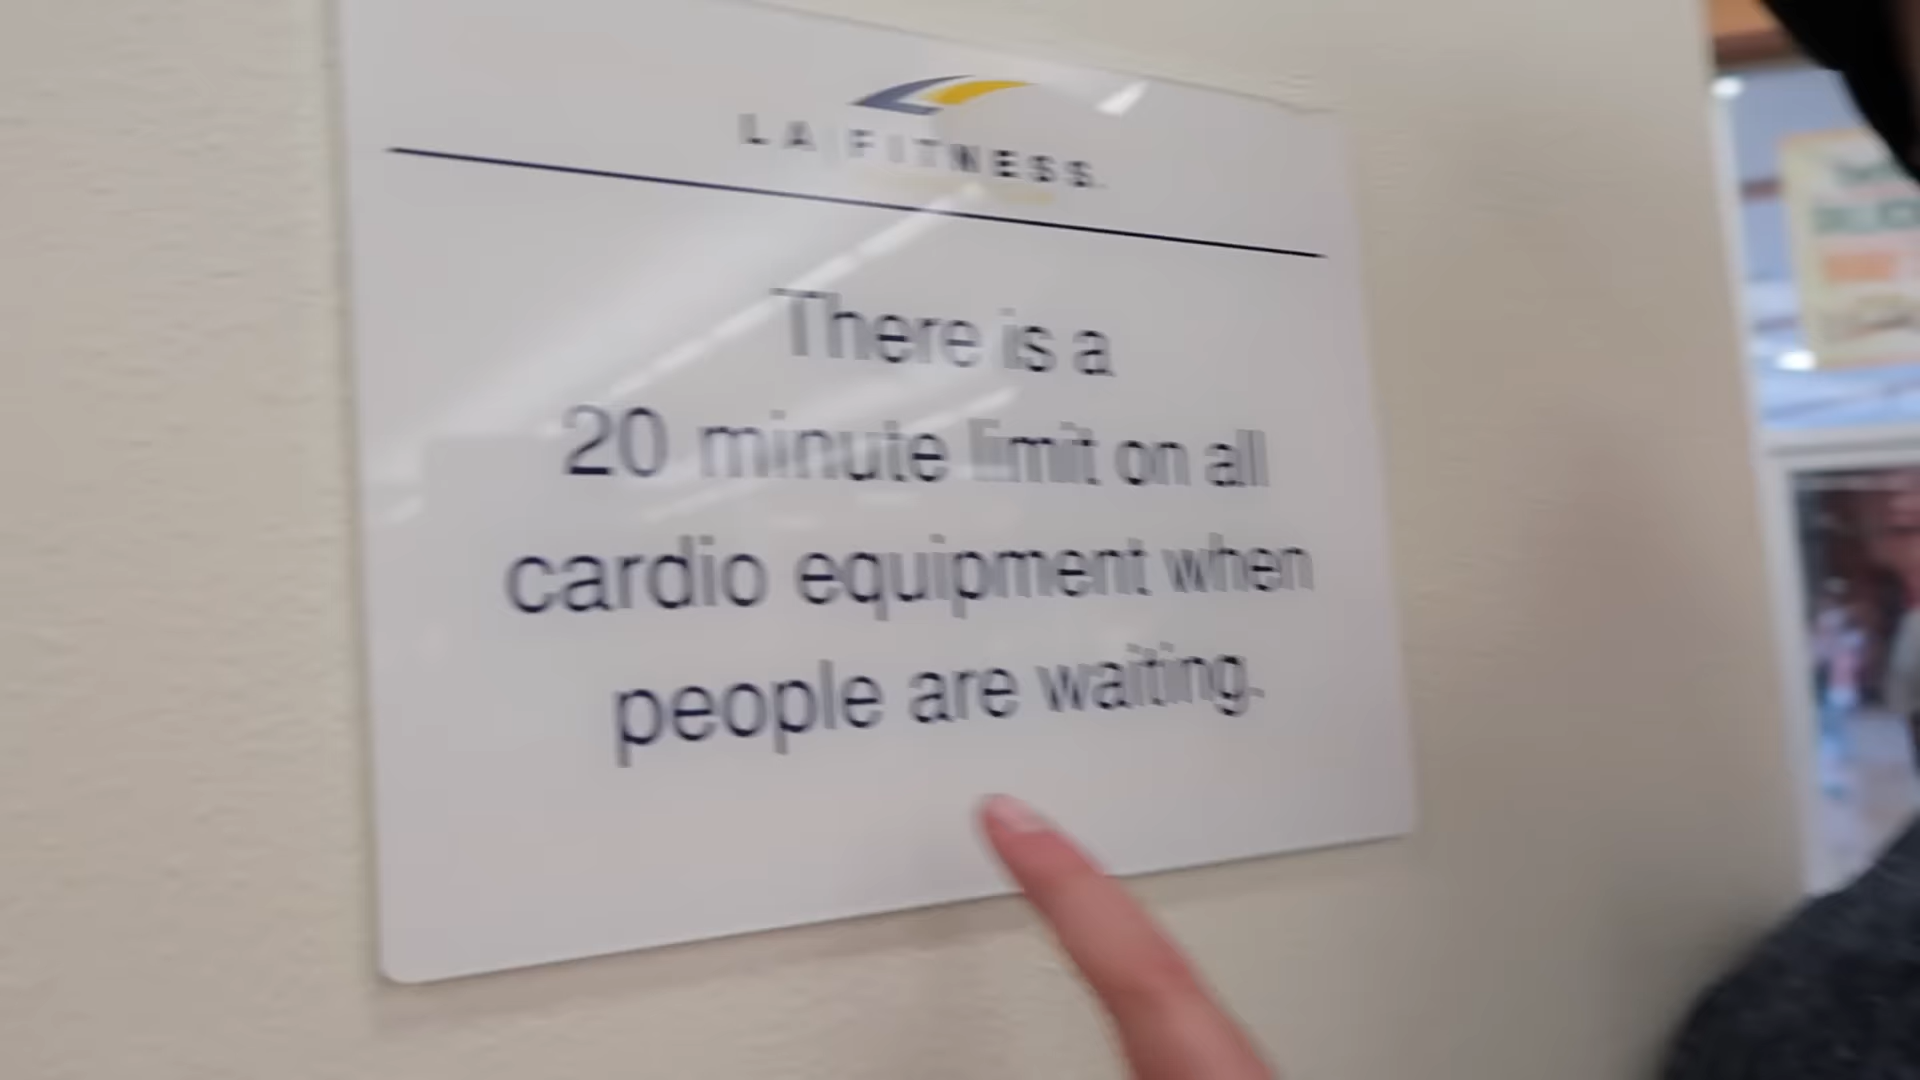 LA FITNESS.
There is a
20 minute limit on all
cardio equipment when
people are waiting.